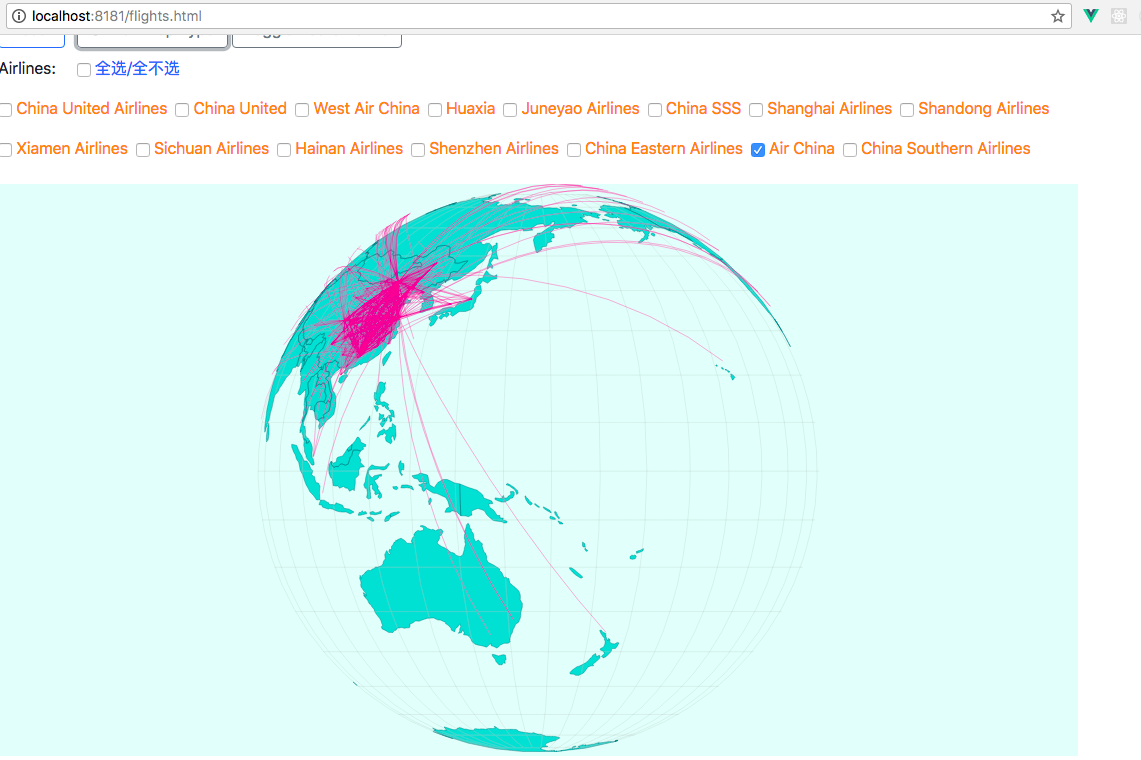 localhost:8181/flights.html
Airlines: 全选/全不选
China United Airlines China United West Air China Huaxia Juneyao Airlines China SSS Shanghai Airlines Shandong Airlines
Xiamen Airlines Sichuan Airlines Hainan Airlines Shenzhen Airlines China Eastern Airlines Air China China Southern Airlines